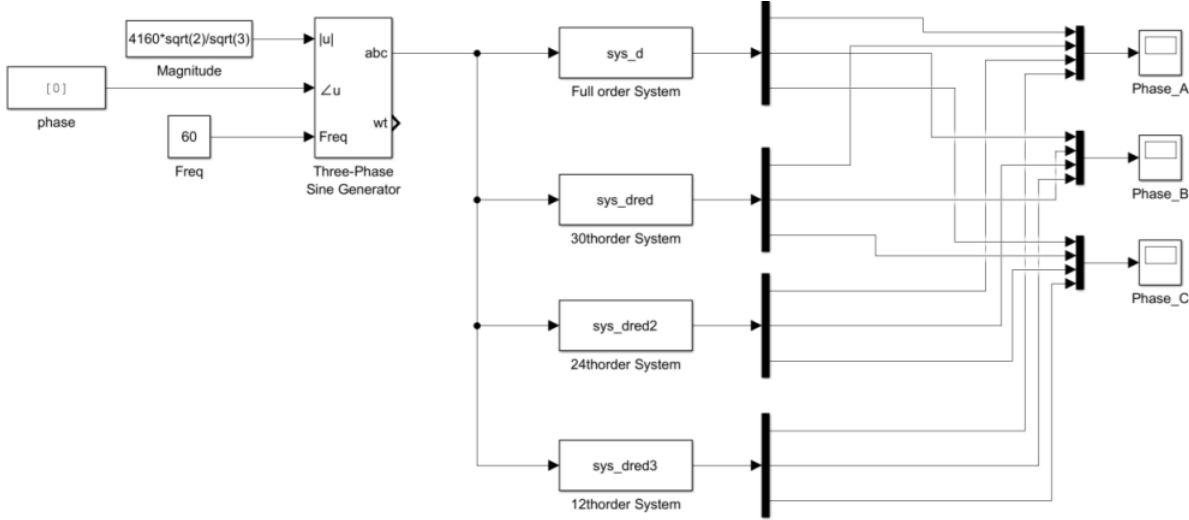 4160*sqrt(2)/sqrt(3)
Magnitude
[0]
phase
60
Freq
|u|
∠u
Freq
abc
wt
Three-Phase
Sine Generator
sys_d
Full order System
sys_dred
30thorder System
sys_dred2
24thorder System
sys_dred3
12thorder System
Phase_A
Phase_B
Phase_C